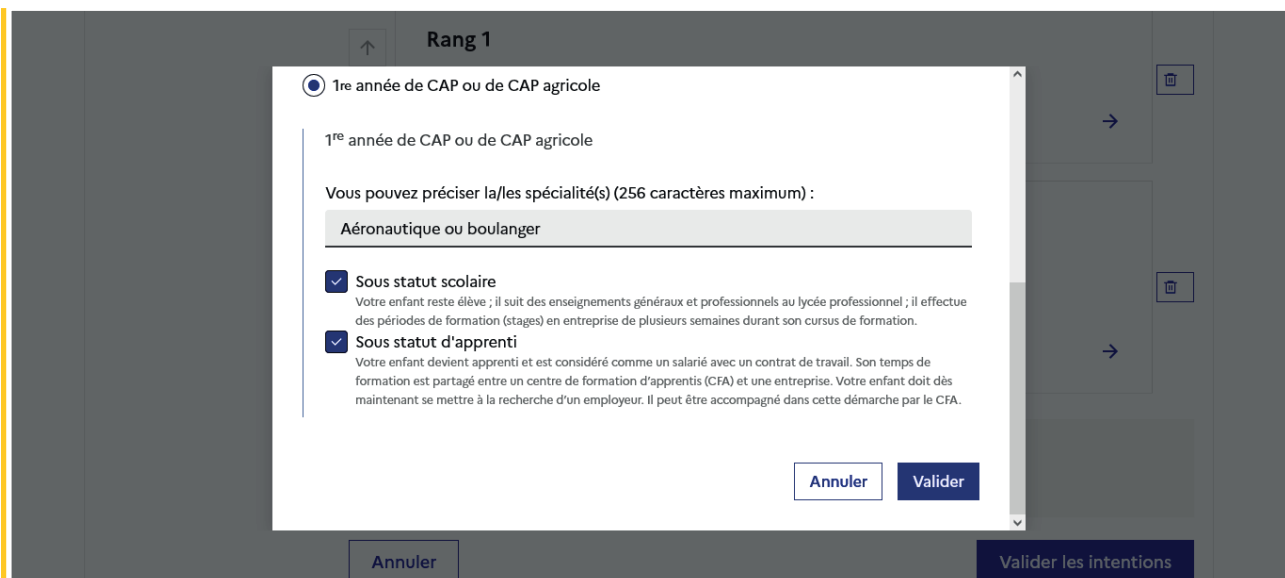 Rang 1
1re année de CAP ou de CAP agricole
1re année de CAP ou de CAP agricole
Vous pouvez préciser la/les spécialité(s) (256 caractères maximum) :
Aéronautique ou boulanger
Sous statut scolaire
Votre enfant reste élève ; il suit des enseignements généraux et professionnels au lycée professionnel ; il effectue
des périodes de formation (stages) en entreprise de plusieurs semaines durant son cursus de formation.
Sous statut d'apprenti
Votre enfant devient apprenti et est considéré comme un salarié avec un contrat de travail. Son temps de
formation est partagé entre un centre de formation d'apprentis (CFA) et une entreprise. Votre enfant doit dès
maintenant se mettre à la recherche d'un employeur. Il peut être accompagné dans cette démarche par le CFA.
Annuler Valider
Annuler Valider les intentions